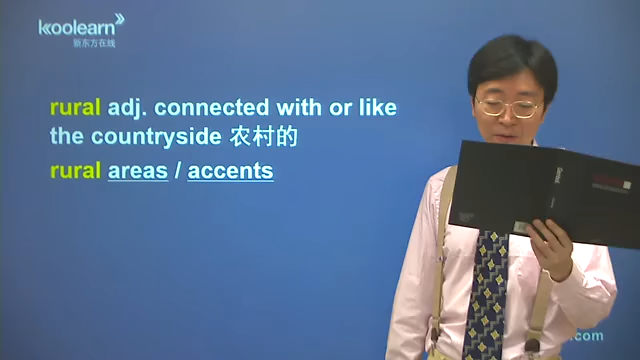 koolearn
新东方在线
rural adj. connected with or like
the countryside 农村的
rural areas / accents
.com